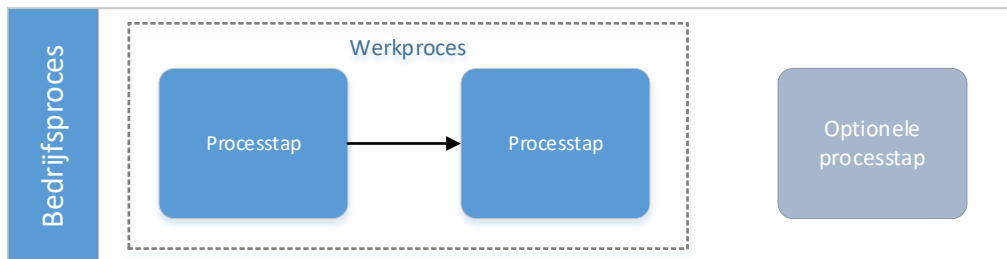 Bedrijfsproces
Werkproces
Processtap
Processtap
Optionele
processtap